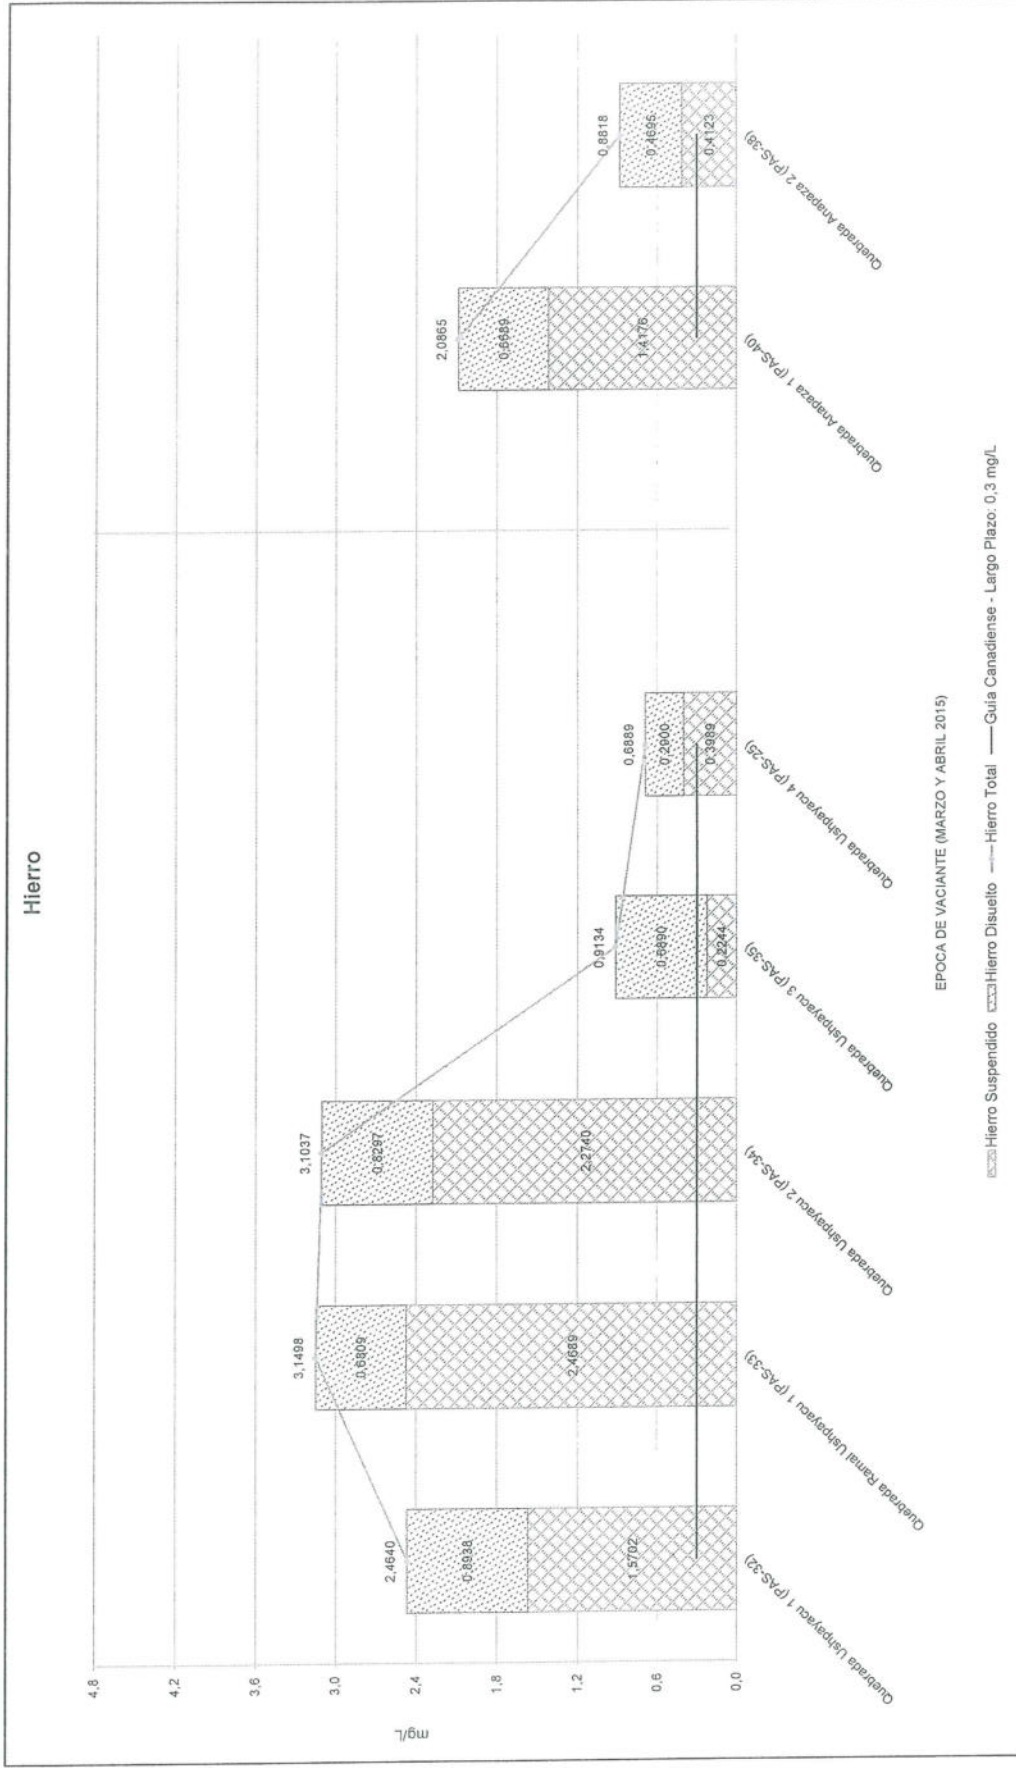 Hierro
4,8
4,2
3,6
3,0
2,4
1,8
1,2
0,6
0,0
mg/L
2,4640
0,8938
1,5702
3,1498
0,6809
2,4689
3,1037
0,8297
2,2740
0,9134
0,6890
0,2244
0,6889
0,2900
0,3989
2,0865
0,6689
1,4176
0,8818
0,4695
0,4123
Quebrada Ushpayacu 1 (PAS-32)
Quebrada Ramal Ushpayacu 1 (PAS-33)
Quebrada Ushpayacu 2 (PAS-34)
Quebrada Ushpayacu 3 (PAS-35)
Quebrada Ushpayacu 4 (PAS-25)
Quebrada Anapaza 1 (PAS-40)
Quebrada Anapaza 2 (PAS-38)
EPOCA DE VACIANTE (MARZO Y ABRIL 2015)
Hierro Suspendido Hierro Disuelto Hierro Total Guia Canadiense - Largo Plazo: 0,3 mg/L